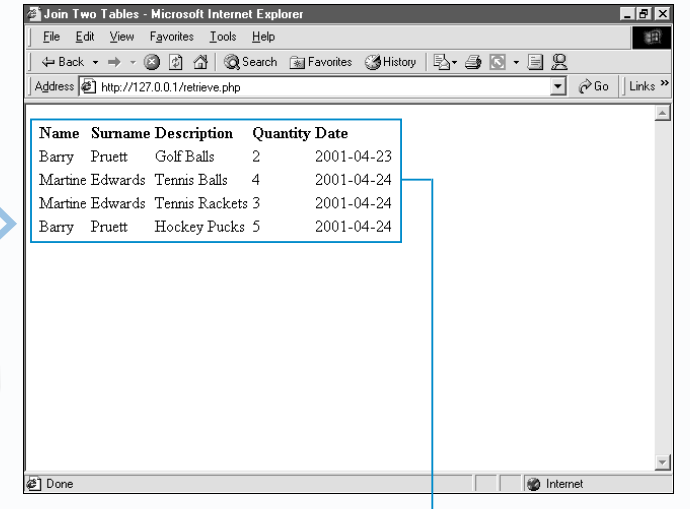 Join Two Tables - Microsoft Internet Explorer
File Edit View Favorites Tools Help
Back Search Favorites History
Address http://127.0.0.1/retrieve.php Go Links »
Name Surname Description Quantity Date
Barry Pruett Golf Balls 2 2001-04-23
Martine Edwards Tennis Balls 4 2001-04-24
Martine Edwards Tennis Rackets 3 2001-04-24
Barry Pruett Hockey Pucks 5 2001-04-24
Done Internet